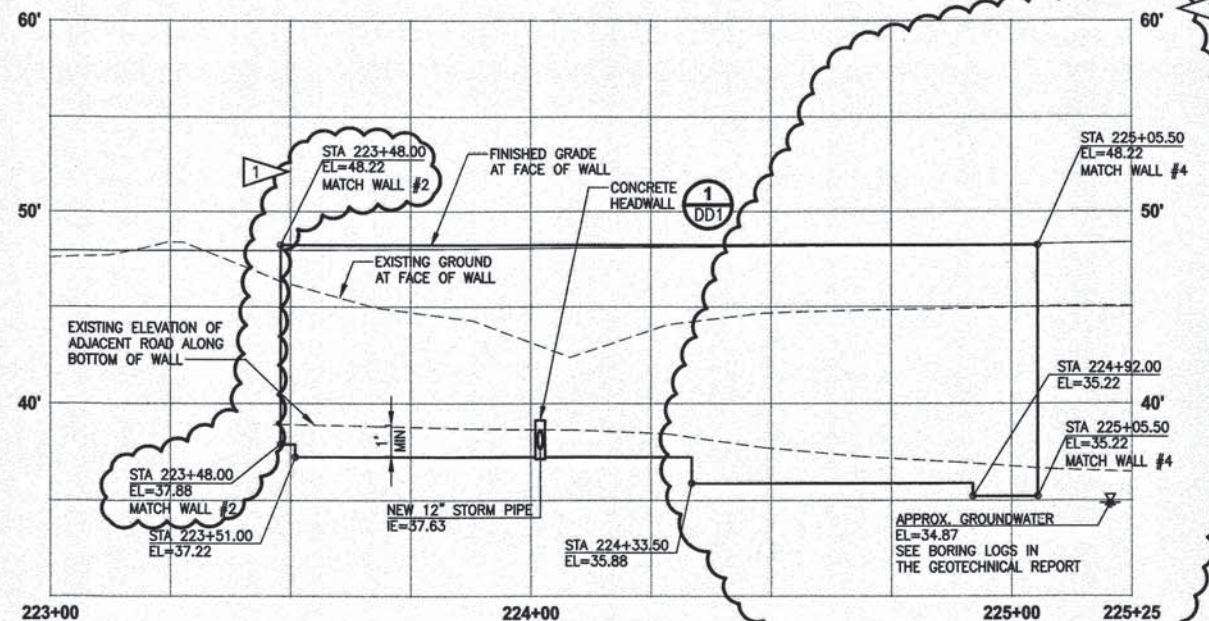 60'
60'
STA 223+48.00
EL=48.22
MATCH WALL #2
1
FINISHED GRADE
AT FACE OF WALL
CONCRETE
HEADWALL
1
DD1
STA 225+05.50
EL=48.22
MATCH WALL #4
50'
50'
EXISTING GROUND
AT FACE OF WALL
EXISTING ELEVATION OF
ADJACENT ROAD ALONG
BOTTOM OF WALL
STA 224+92.00
EL=35.22
40'
40'
1'
MIN
STA 225+05.50
EL=35.22
MATCH WALL #4
STA 223+48.00
EL=37.88
MATCH WALL #2
STA 223+51.00
EL=37.22
NEW 12" STORM PIPE
IE=37.63
STA 224+33.50
EL=35.88
APPROX. GROUNDWATER
EL=34.87
SEE BORING LOGS IN
THE GEOTECHNICAL REPORT
223+00
224+00
225+00
225+25